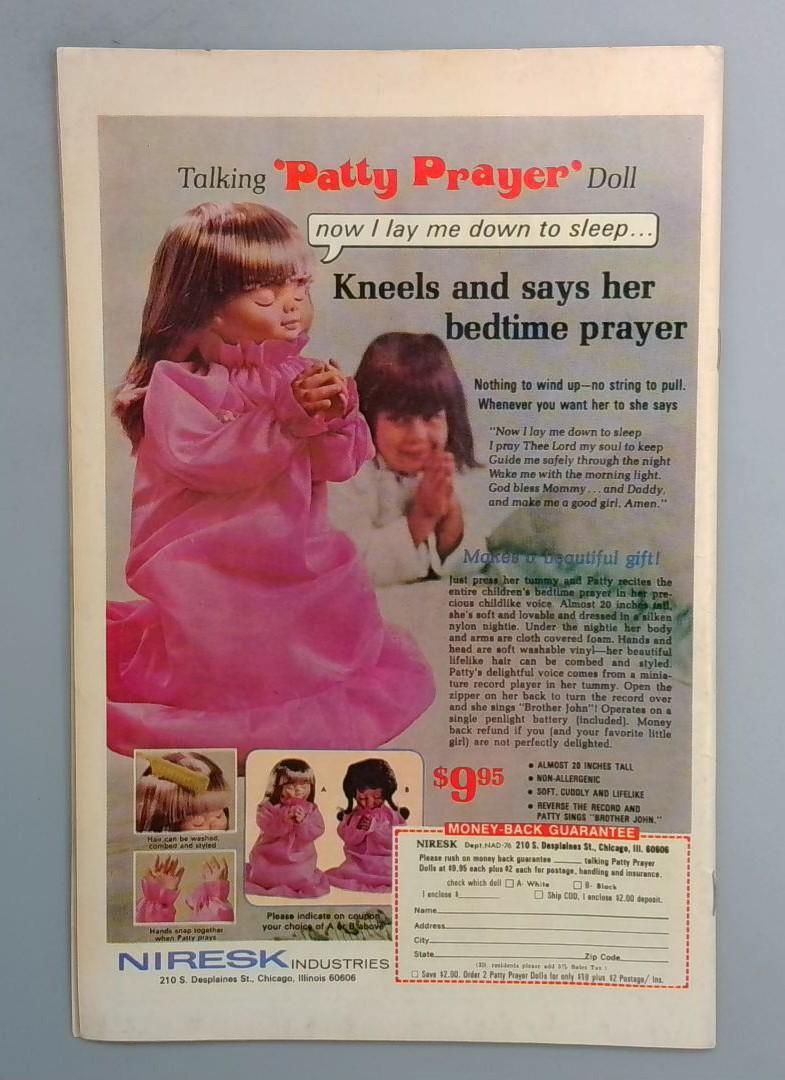 Talking 'Patty Prayer' Doll
now I lay me down to sleep...
Kneels and says her
bedtime prayer
Nothing to wind up—no string to pull.
Whenever you want her to she says
"Now I lay me down to sleep
I pray Thee Lord my soul to keep
Guide me safely through the night
Wake me with the morning light.
God bless Mommy...and Daddy,
and make me a good girl. Amen."
Makes a beautiful gift!
Just press her tummy and Patty recites the
entire children's bedtime prayer in her pre-
cious childlike voice. Almost 20 inches tall,
she's soft and lovable and dressed in a silken
nylon nightie. Under the nightie her body
and arms are cloth covered foam. Hands and
head are soft washable vinyl—her beautiful
lifelike hair can be combed and styled.
Patty's delightful voice comes from a minia-
ture record player in her tummy. Open the
zipper on her back to turn the record over
and she sings "Brother John"! Operates on a
single penlight battery (included). Money
back refund if you (and your favorite little
girl) are not perfectly delighted.
$9.95
• ALMOST 20 INCHES TALL
• NON-ALLERGENIC
• SOFT, CUDDLY AND LIFELIKE
• REVERSE THE RECORD AND
PATTY SINGS "BROTHER JOHN."
Hair can be washed,
combed and styled
Hands snap together
when Patty prays
A
B
Please indicate on coupon
your choice of A or B above
NIRESK INDUSTRIES
210 S. Desplaines St., Chicago, Illinois 60606
MONEY-BACK GUARANTEE
NIRESK Dept. NAD-76 210 S. Desplaines St., Chicago, Ill. 60606
Please rush on money back guarantee ____ talking Patty Prayer
Dolls at $9.95 each plus $2 each for postage, handling and insurance.
check which doll □ A- White □ B- Black
I enclose $____ □ Ship COD, I enclose $2.00 deposit.
Name
Address
City
State Zip Code
(Ill. residents please add 5% Sales Tax)
□ Save $2.90. Order 2 Patty Prayer Dolls for only $19 plus $2 Postage/ Ins.